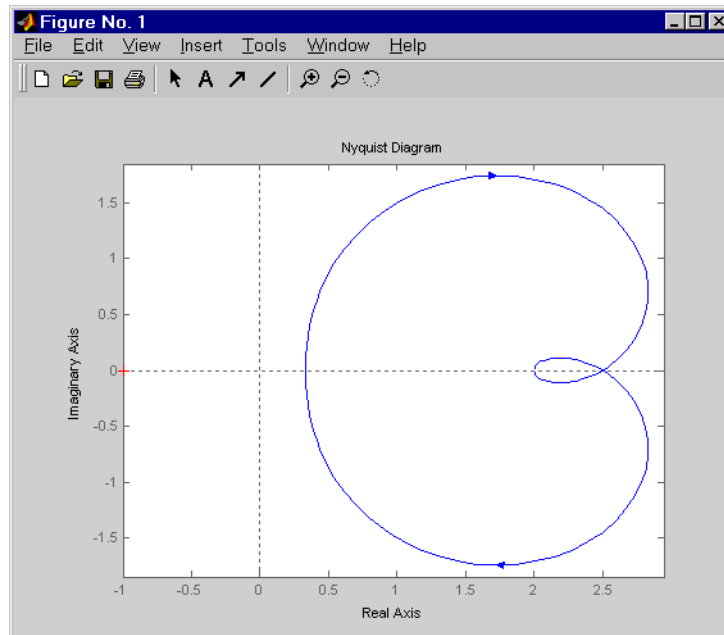 Figure No. 1
File Edit View Insert Tools Window Help
A
Nyquist Diagram
1.5
1
0.5
0
-0.5
-1
-1.5
Imaginary Axis
-1 -0.5 0 0.5 1 1.5 2 2.5
Real Axis